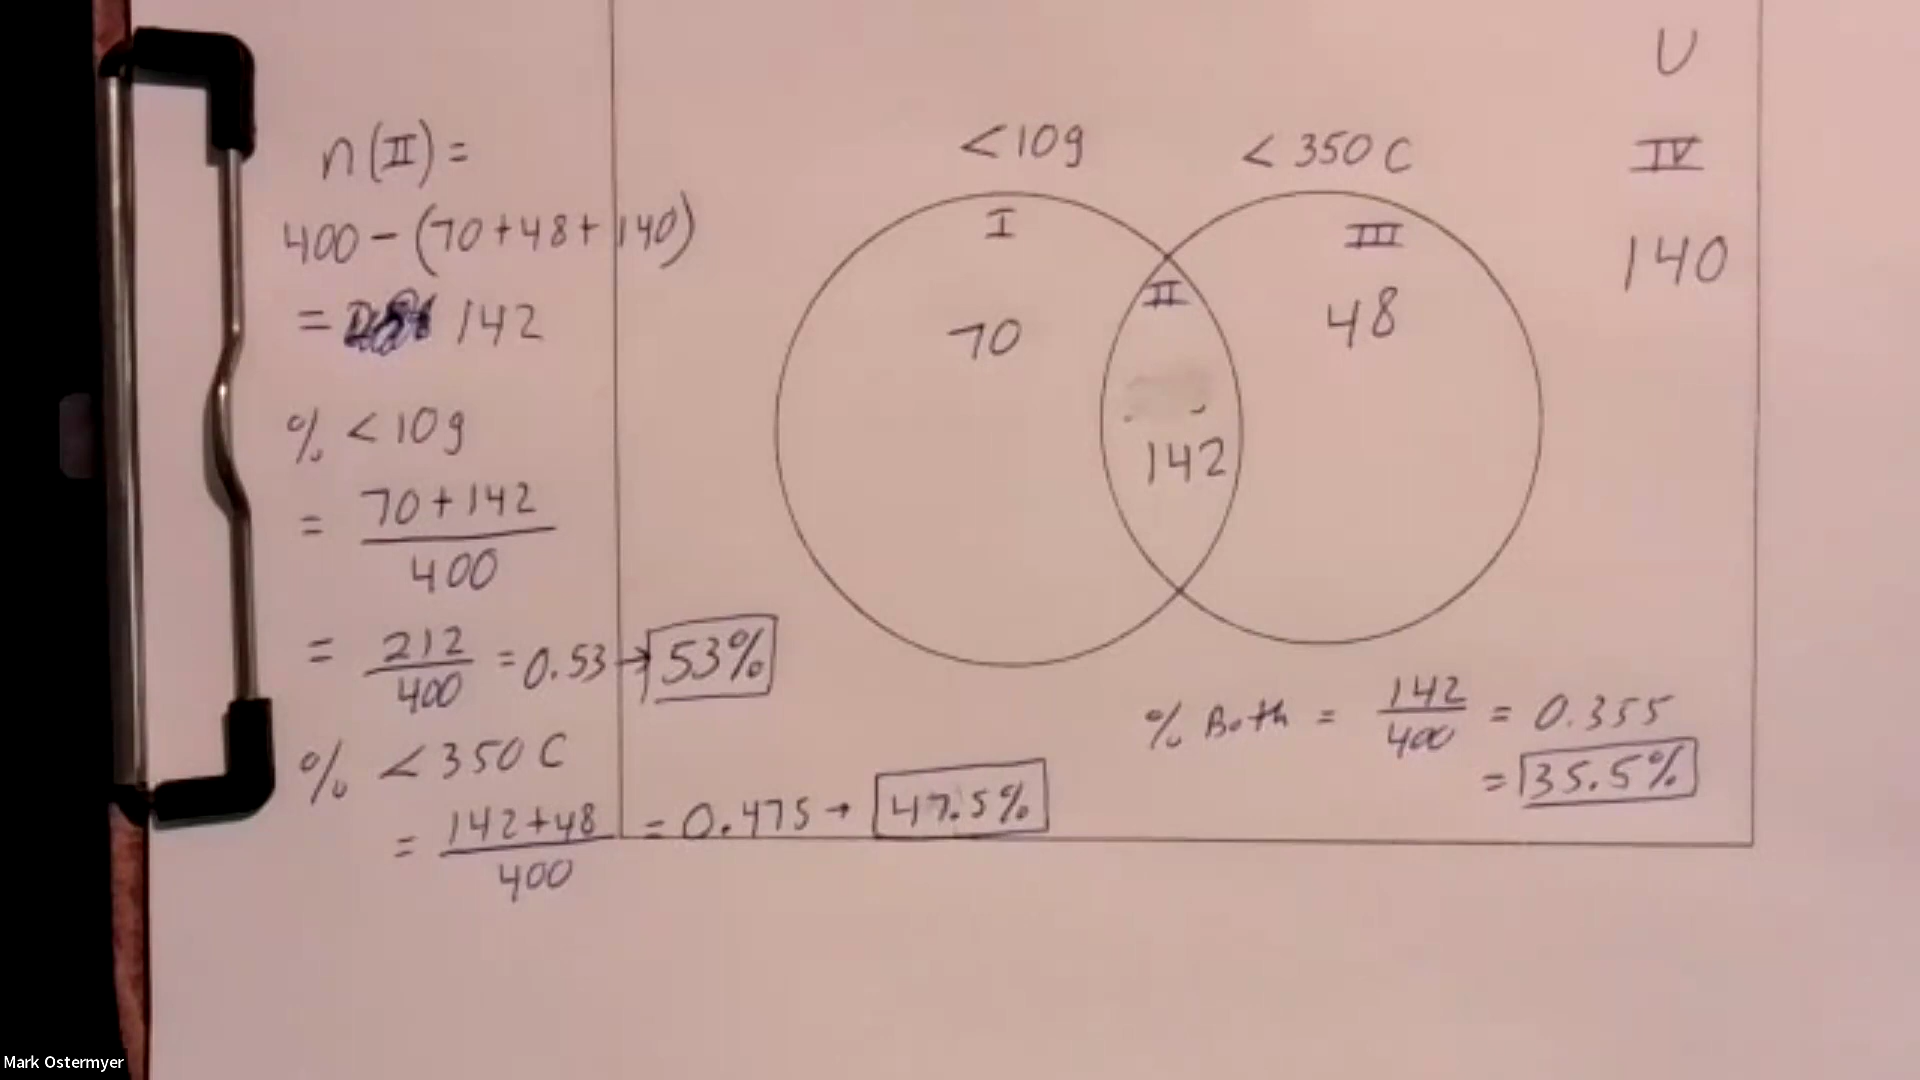 n(II) =
400 - (70+48+140)
= 142
% <10g
= 70+142
400
= 212
400
= 0.53 → 53%
% <350C
= 142+48
400
= 0.475 → 47.5%
<10g
<350C
U
I
II
III
IV
70
142
48
140
% Both = 142
400
= 0.355
= 35.5%
Mark Ostermyer